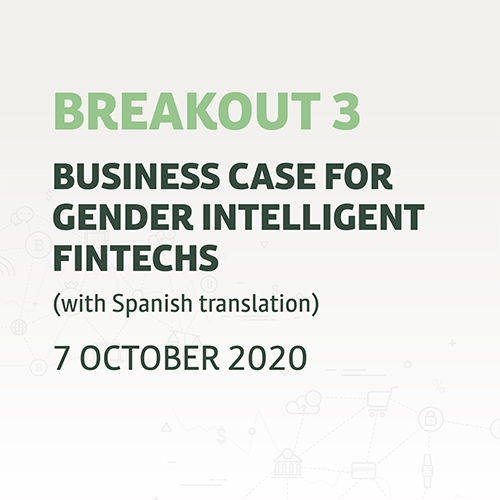 BREAKOUT 3
BUSINESS CASE FOR
GENDER INTELLIGENT
FINTECHS
(with Spanish translation)
7 OCTOBER 2020